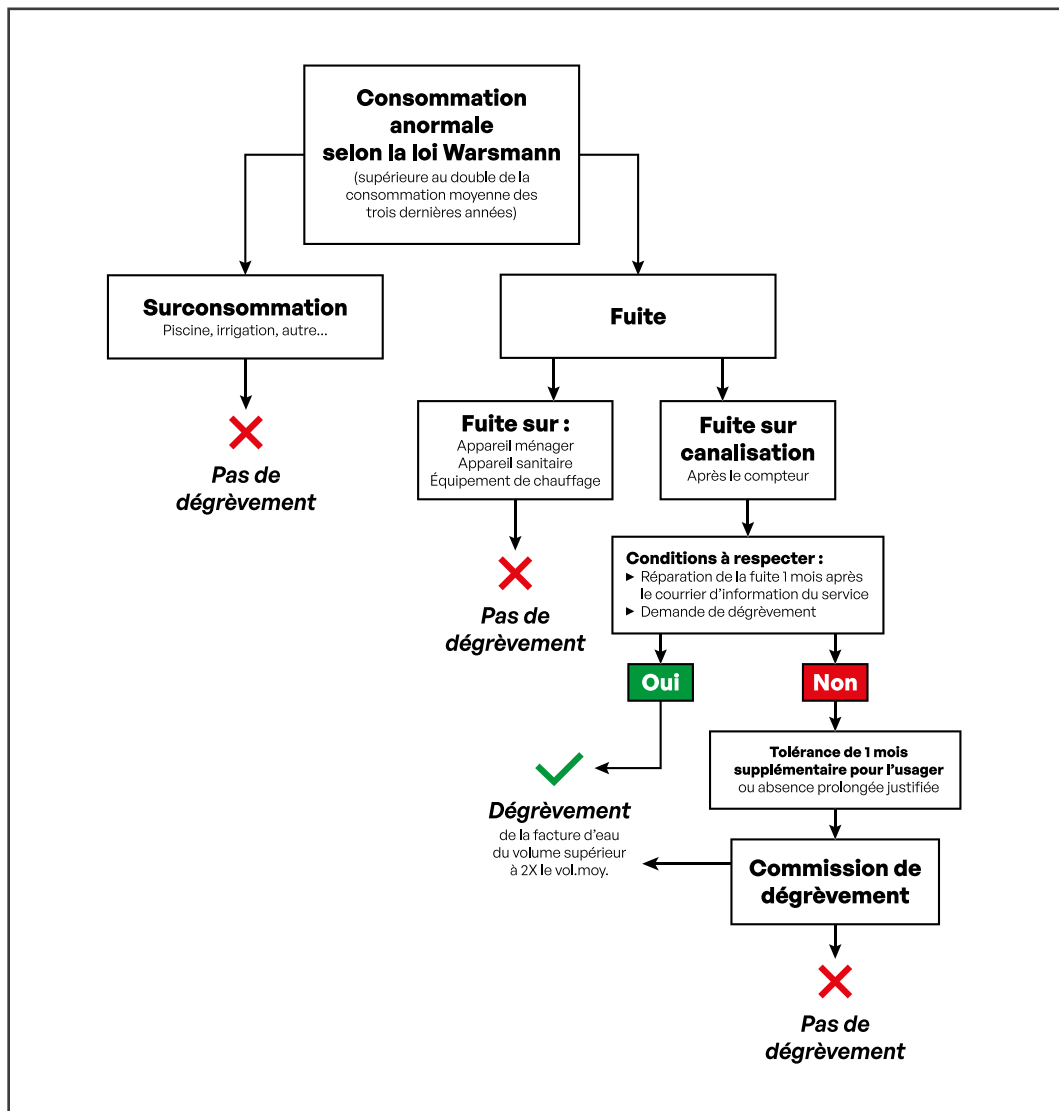 Consommation
anormale
selon la loi Warsmann
(supérieure au double de la
consommation moyenne des
trois dernières années)
Surconsommation
Piscine, irrigation, autre...
Fuite
Pas de
dégrèvement
Fuite sur :
Appareil ménager
Appareil sanitaire
Équipement de chauffage
Fuite sur
canalisation
Après le compteur
Pas de
dégrèvement
Conditions à respecter :
► Réparation de la fuite 1 mois après
le courrier d'information du service
► Demande de dégrèvement
Oui
Non
Tolérance de 1 mois
supplémentaire pour l'usager
ou absence prolongée justifiée
Dégrèvement
de la facture d'eau
du volume supérieur
à 2X le vol.moy.
Commission de
dégrèvement
Pas de
dégrèvement